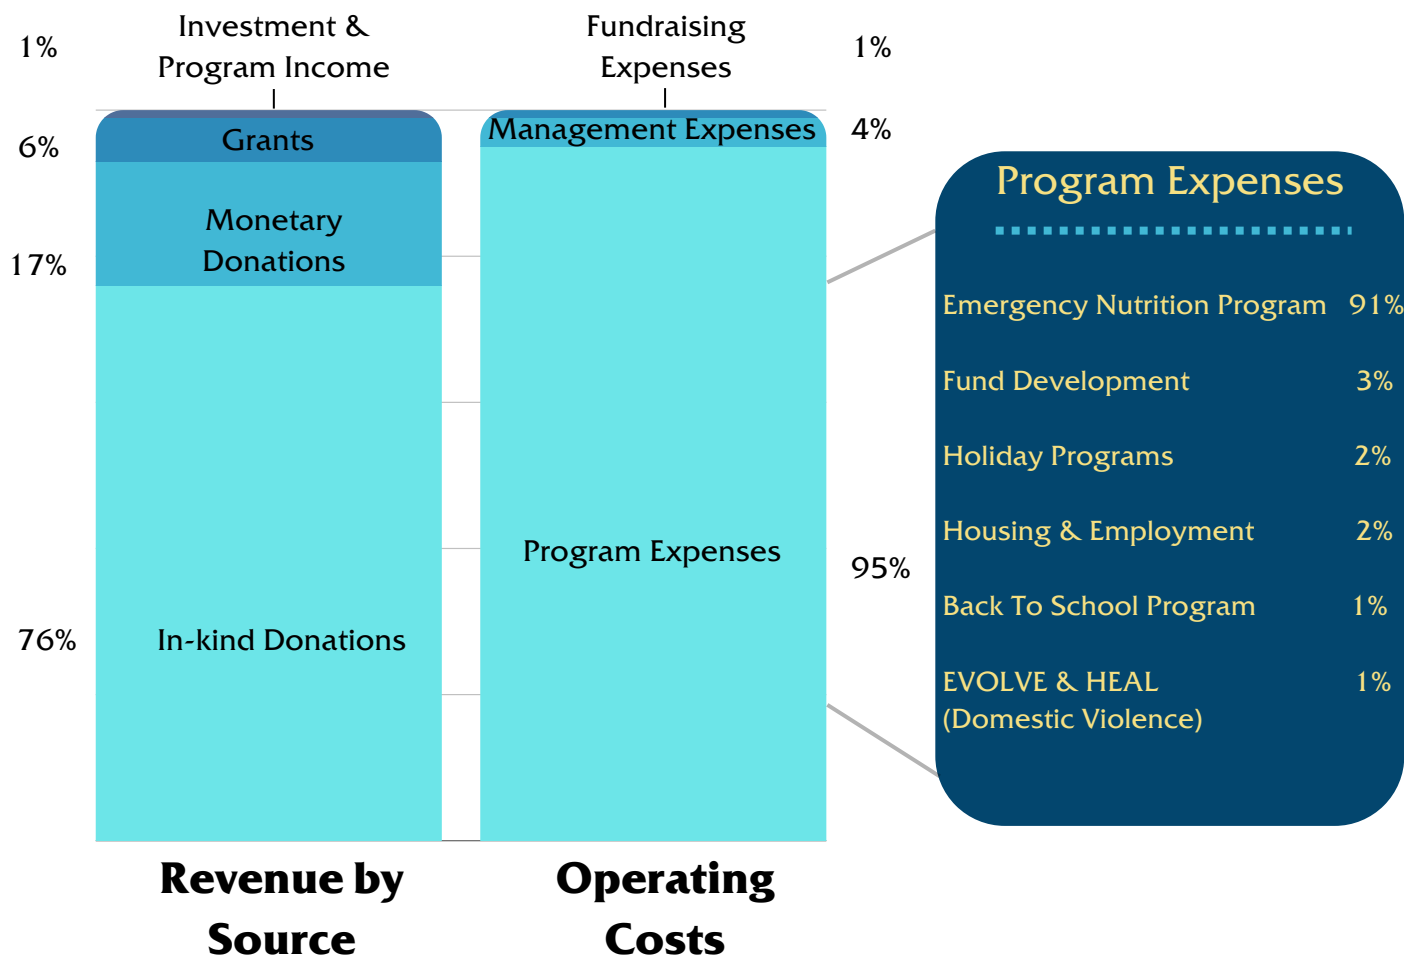 1%
Investment &
Program Income
Fundraising
Expenses
1%
6%
Grants
Management Expenses
4%
Monetary
Donations
17%
Program Expenses
95%
76%
In-kind Donations
Revenue by
Source
Operating
Costs
Program Expenses
Emergency Nutrition Program 91%
Fund Development 3%
Holiday Programs 2%
Housing & Employment 2%
Back To School Program 1%
EVOLVE & HEAL 1%
(Domestic Violence)